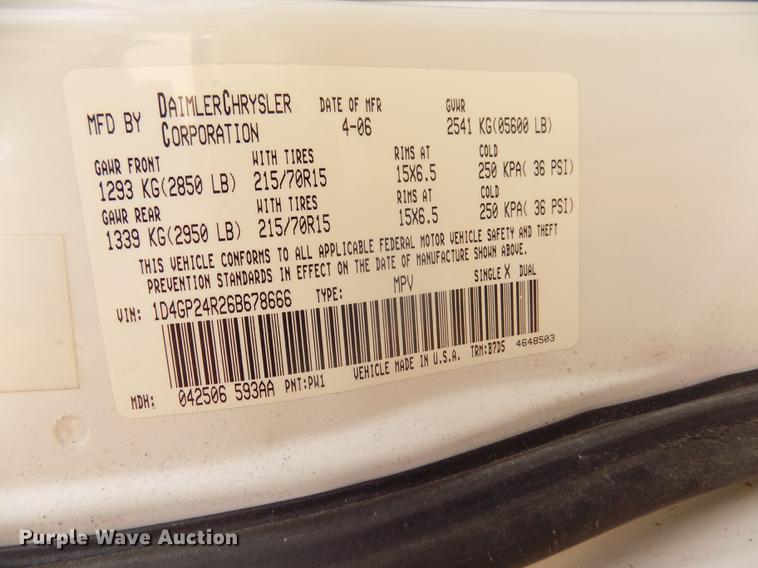 MFD BY DAIMLERCHRYSLER CORPORATION DATE OF MFR 4-06 GVWR 2541 KG(05600 LB)
GAWR FRONT WITH TIRES RIMS AT COLD
1293 KG(2850 LB) 215/70R15 15X6.5 250 KPA( 36 PSI)
GAWR REAR WITH TIRES RIMS AT COLD
1339 KG(2950 LB) 215/70R15 15X6.5 250 KPA( 36 PSI)
THIS VEHICLE CONFORMS TO ALL APPLICABLE FEDERAL MOTOR VEHICLE SAFETY AND THEFT
PREVENTION STANDARDS IN EFFECT ON THE DATE OF MANUFACTURE SHOWN ABOVE.
VIN: 1D4GP24R26B678666 TYPE: MPV SINGLE X DUAL
MDH: 042506 593AA PNT:PW1 VEHICLE MADE IN U.S.A. TRM:B7D5 4648503
Purple Wave Auction